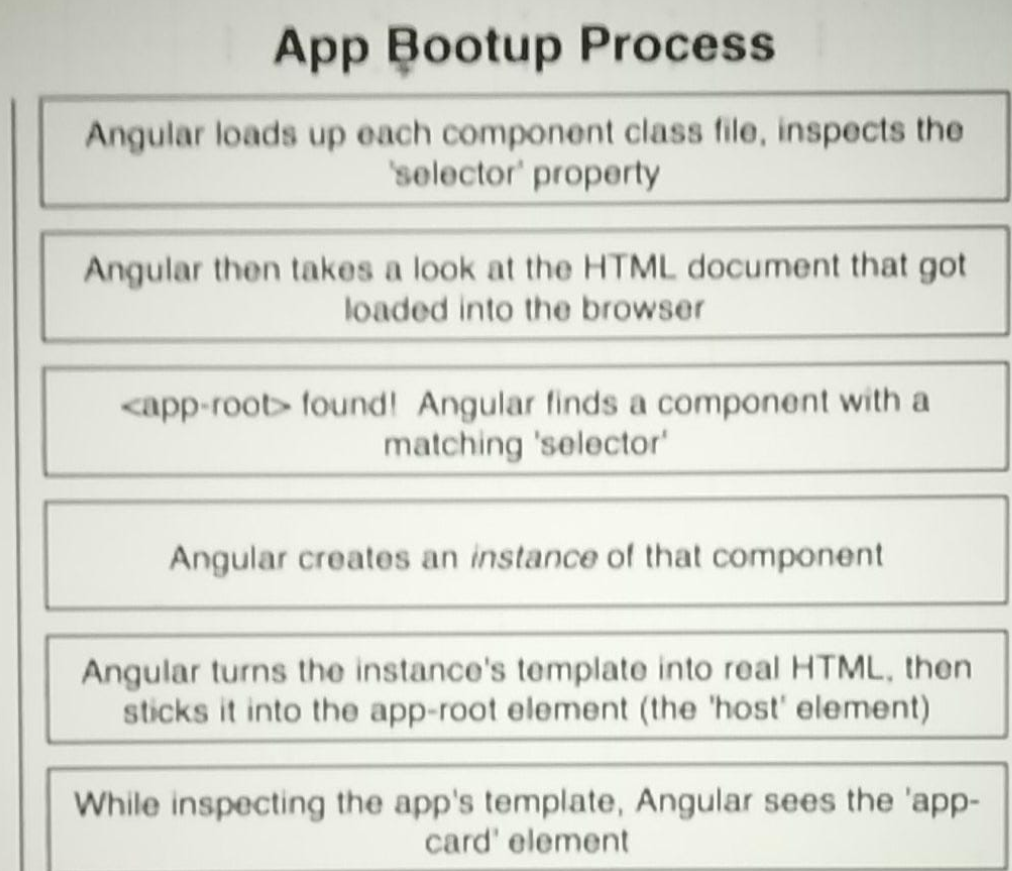 App Bootup Process
Angular loads up each component class file, inspects the
'selector' property
Angular then takes a look at the HTML document that got
loaded into the browser
<app-root> found! Angular finds a component with a
matching 'selector'
Angular creates an instance of that component
Angular turns the instance's template into real HTML, then
sticks it into the app-root element (the 'host' element)
While inspecting the app's template, Angular sees the 'app-
card' element